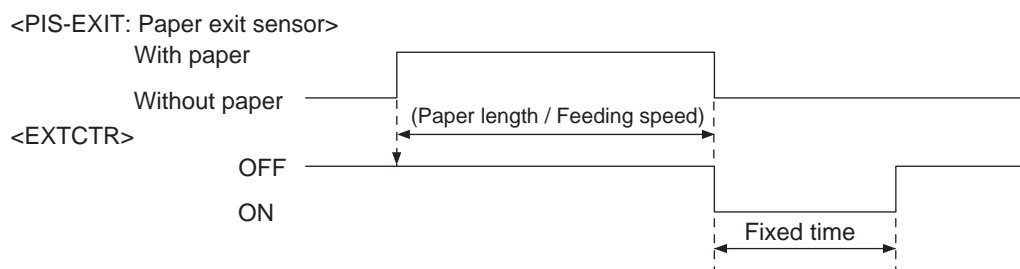 <PIS-EXIT: Paper exit sensor>
With paper
Without paper
(Paper length / Feeding speed)
<EXTCTR>
OFF
ON
Fixed time